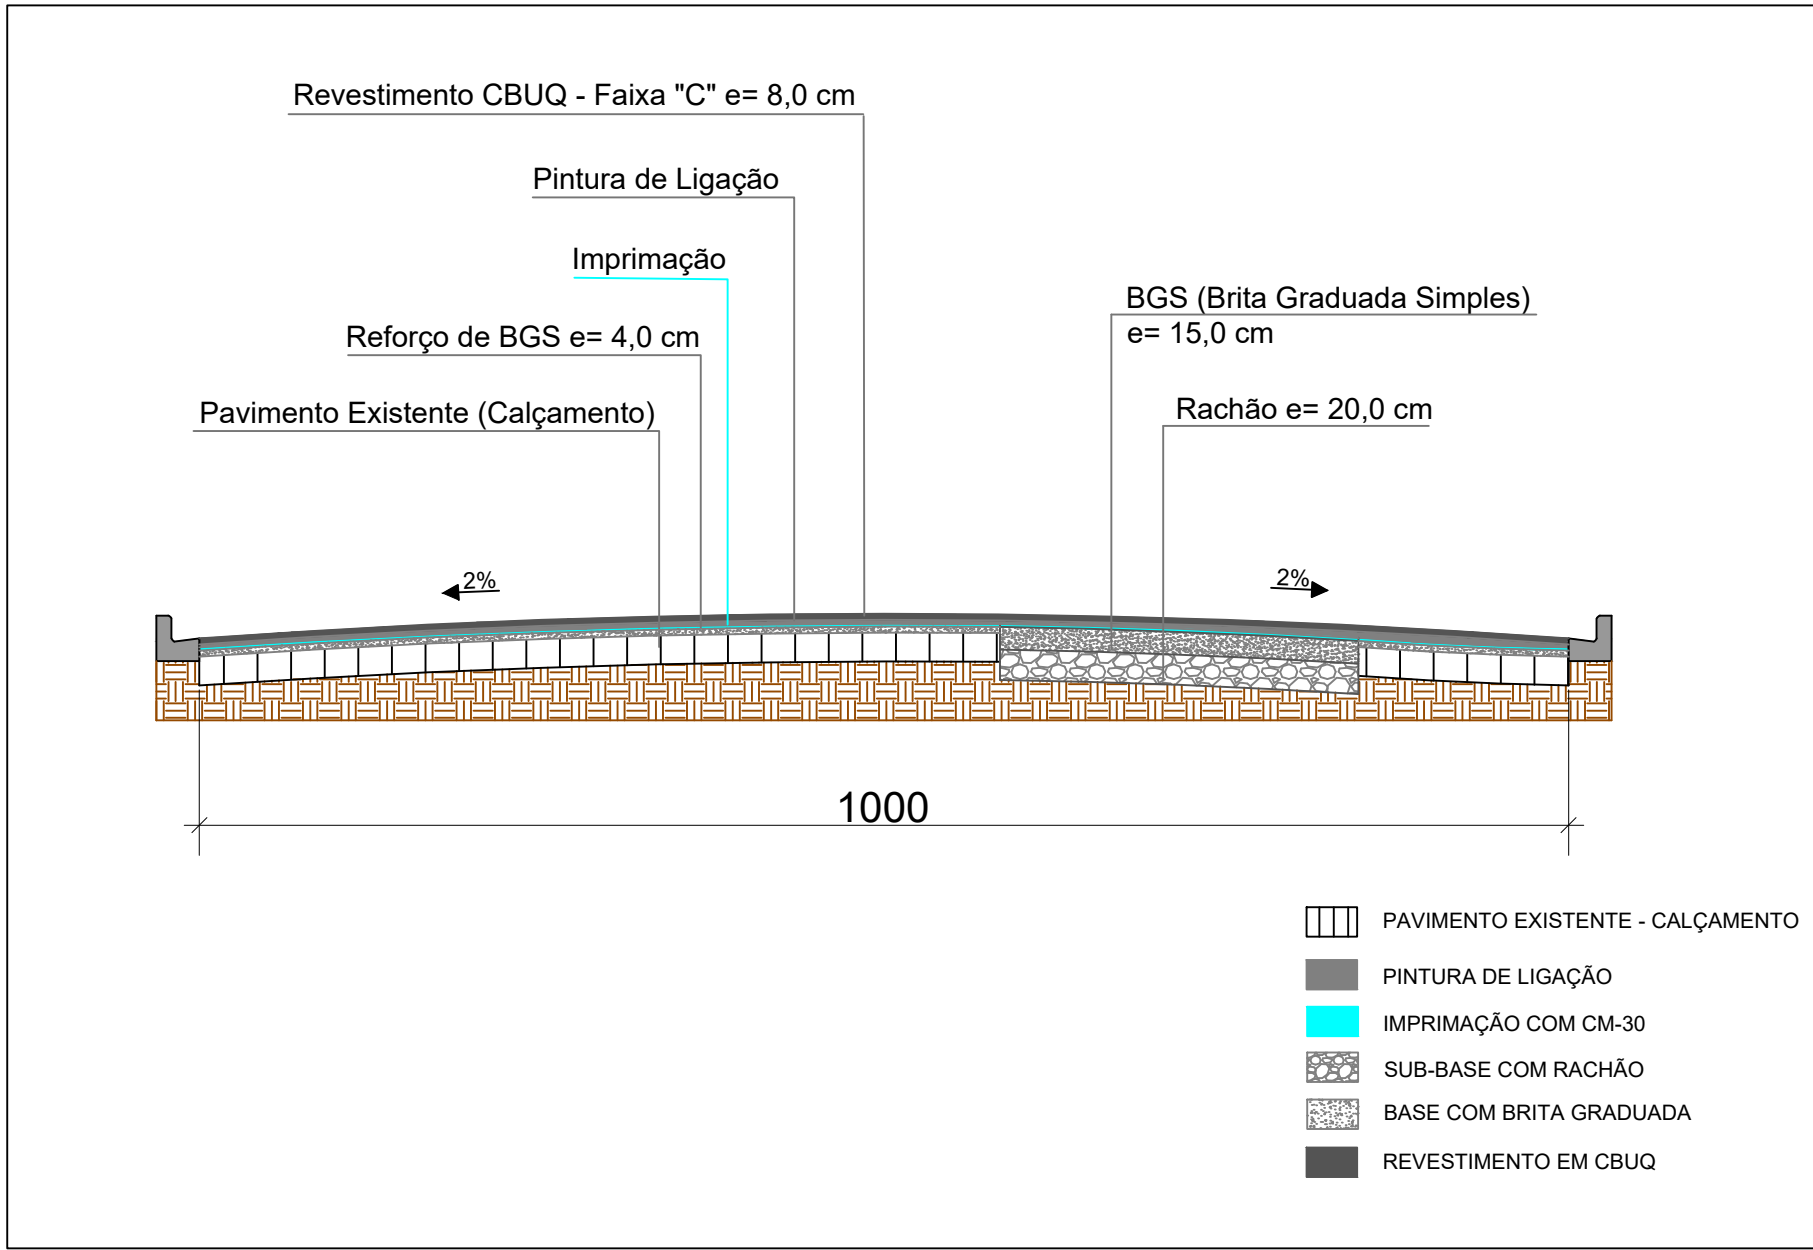 Revestimento CBUQ - Faixa "C" e= 8,0 cm
Pintura de Ligação
Imprimação
BGS (Brita Graduada Simples)
e= 15,0 cm
Reforço de BGS e= 4,0 cm
Pavimento Existente (Calçamento)
Rachão e= 20,0 cm
2%
2%
1000
PAVIMENTO EXISTENTE - CALÇAMENTO
PINTURA DE LIGAÇÃO
IMPRIMAÇÃO COM CM-30
SUB-BASE COM RACHÃO
BASE COM BRITA GRADUADA
REVESTIMENTO EM CBUQ